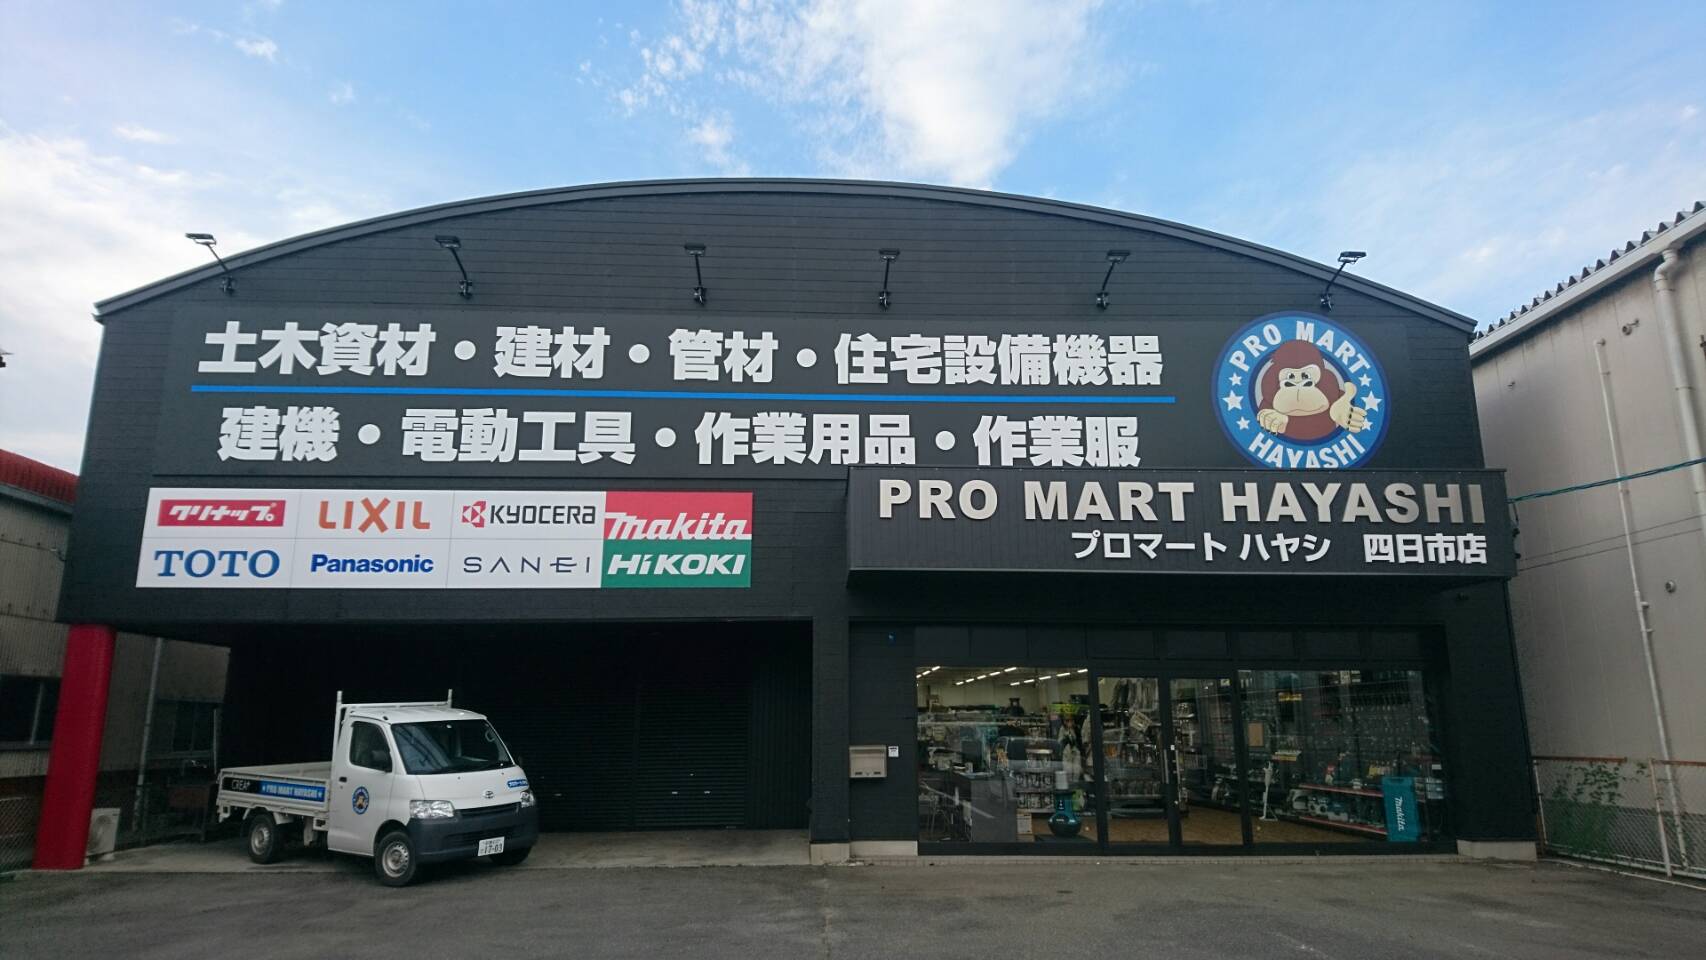 土木資材・建材・管材・住宅設備機器
建機・電動工具・作業用品・作業服
PRO MART
HAYASHI
クリナップ LIXIL KYOCERA makita
TOTO Panasonic SANEI HiKOKI
PRO MART HAYASHI
プロマート ハヤシ 四日市店
PRO MART HAYASHI
17-03
makita